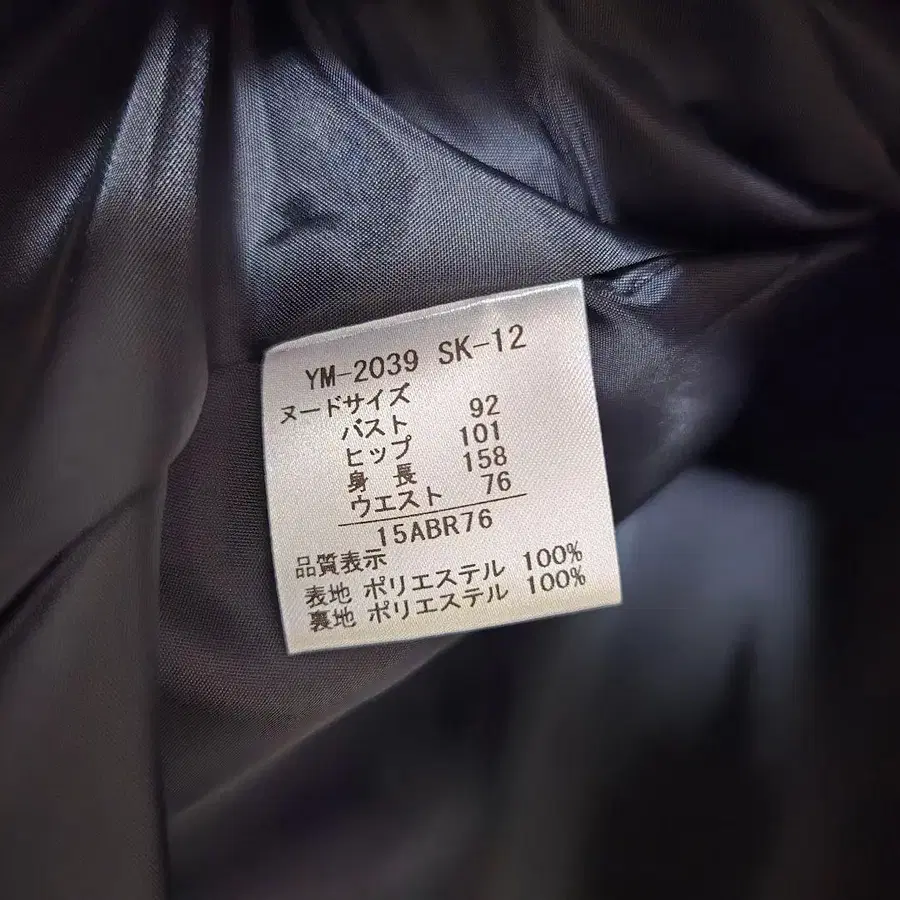 YM-2039 SK-12
ヌードサイズ
バスト 92
ヒップ 101
身長 158
ウエスト 76
15ABR76
品質表示
表地 ポリエステル 100%
裏地 ポリエステル 100%